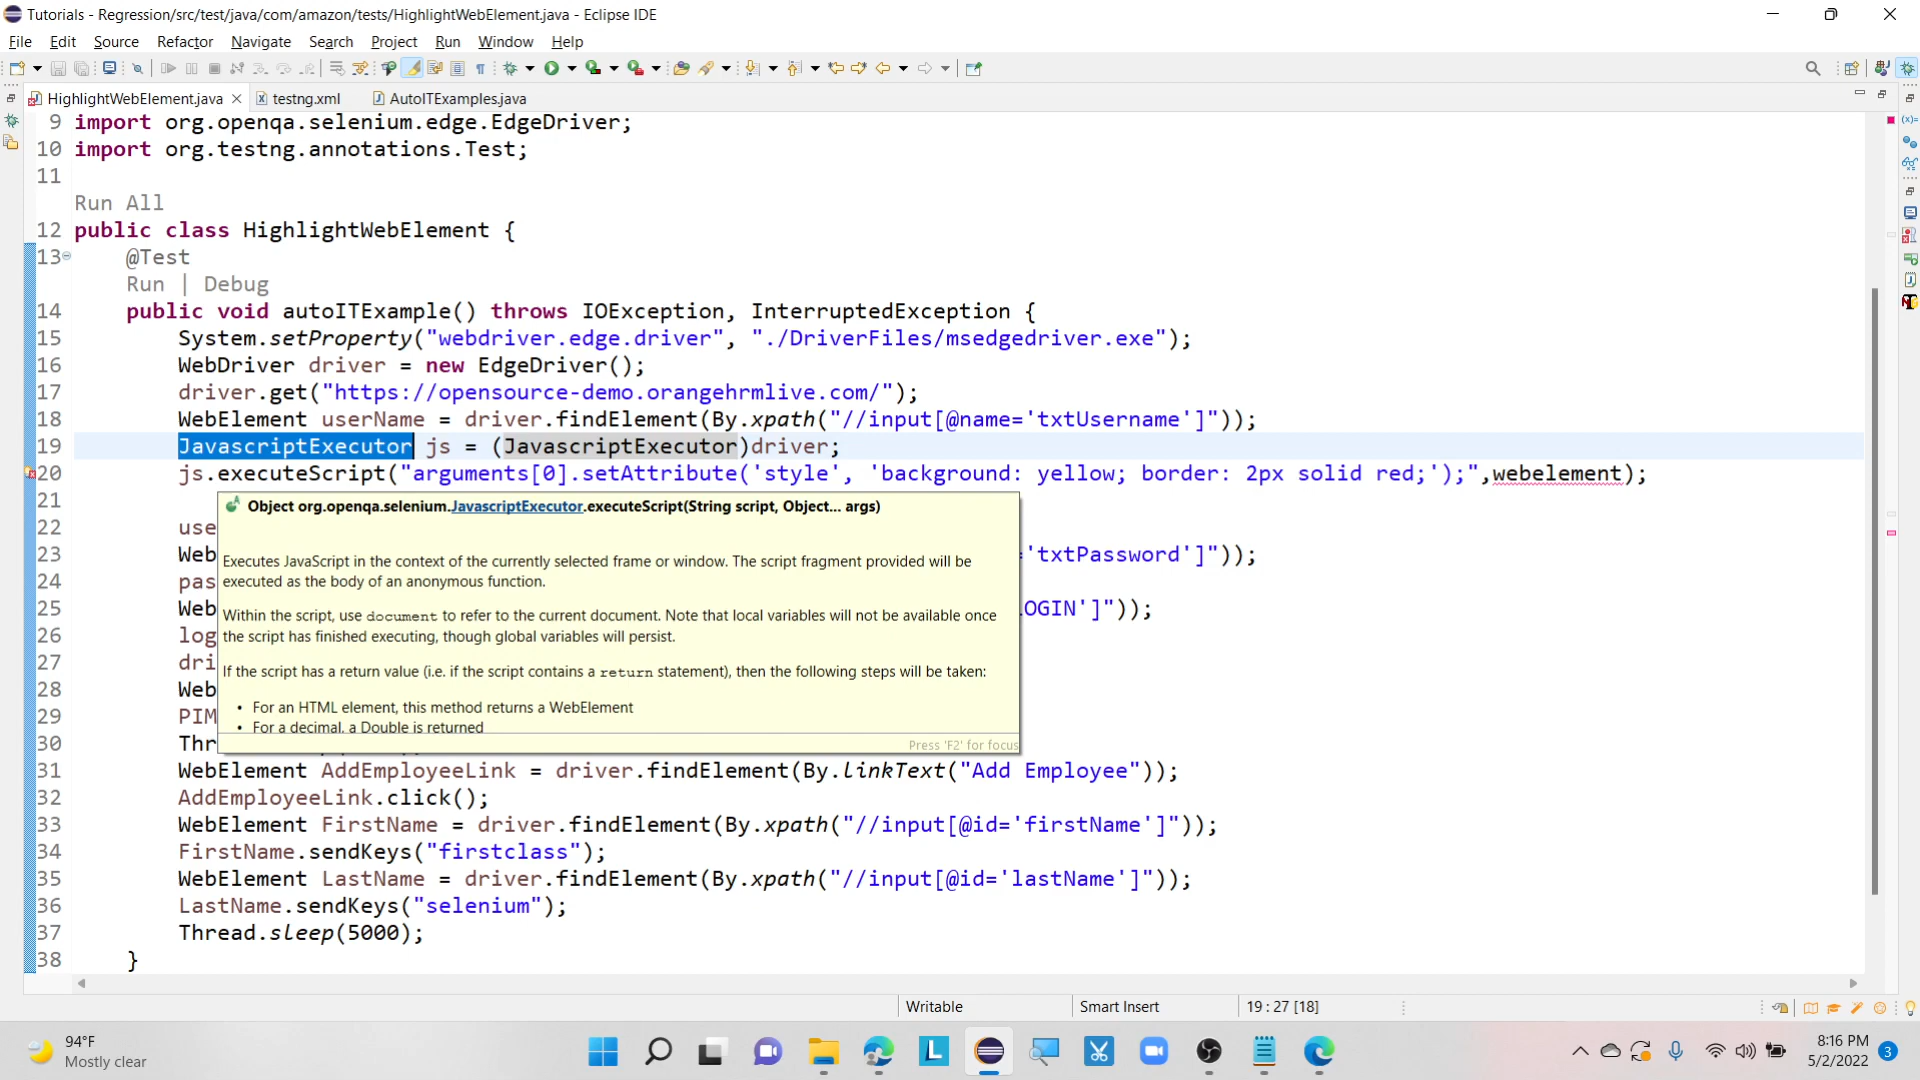 Tutorials - Regression/src/test/java/com/amazon/tests/HighlightWebElement.java - Eclipse IDE
File Edit Source Refactor Navigate Search Project Run Window Help
HighlightWebElement.java testng.xml AutoITExamples.java
9 import org.openqa.selenium.edge.EdgeDriver;
10 import org.testng.annotations.Test;
11
Run All
12 public class HighlightWebElement {
13 @Test
Run | Debug
14 public void autoITExample() throws IOException, InterruptedException {
15 System.setProperty("webdriver.edge.driver", "./DriverFiles/msedgedriver.exe");
16 WebDriver driver = new EdgeDriver();
17 driver.get("https://opensource-demo.orangehrmlive.com/");
18 WebElement userName = driver.findElement(By.xpath("//input[@name='txtUsername']"));
19 JavascriptExecutor js = (JavascriptExecutor)driver;
20 js.executeScript("arguments[0].setAttribute('style', 'background: yellow; border: 2px solid red;');",webelement);
21
Object org.openqa.selenium.JavascriptExecutor.executeScript(String script, Object... args)
22 use
23 Web ='txtPassword']"));
Executes JavaScript in the context of the currently selected frame or window. The script fragment provided will be
executed as the body of an anonymous function.
24 pas
25 Web LOGIN']"));
Within the script, use document to refer to the current document. Note that local variables will not be available once
the script has finished executing, though global variables will persist.
26 log
27 dri
If the script has a return value (i.e. if the script contains a return statement), then the following steps will be taken:
28 Web
• For an HTML element, this method returns a WebElement
29 PIM
• For a decimal, a Double is returned
30 Thr
Press 'F2' for focus
31 WebElement AddEmployeeLink = driver.findElement(By.linkText("Add Employee"));
32 AddEmployeeLink.click();
33 WebElement FirstName = driver.findElement(By.xpath("//input[@id='firstName']"));
34 FirstName.sendKeys("firstclass");
35 WebElement LastName = driver.findElement(By.xpath("//input[@id='lastName']"));
36 LastName.sendKeys("selenium");
37 Thread.sleep(5000);
38 }
Writable Smart Insert 19 : 27 [18]
94°F
Mostly clear
8:16 PM
5/2/2022
3